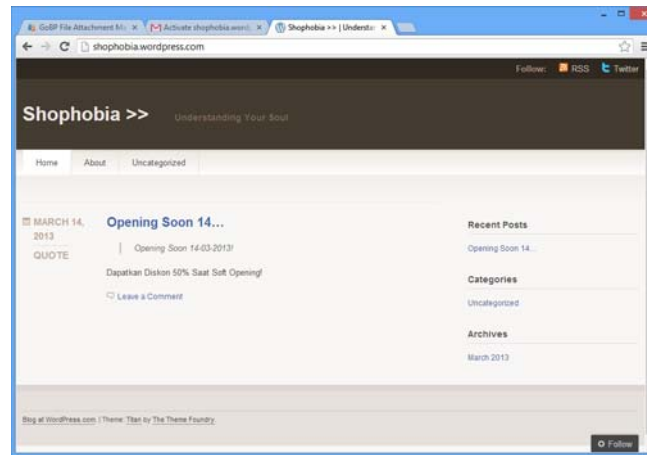 GoBP File Attachment Ma
Activate shophobia.word
Shophobia >> | Understa
shophobia.wordpress.com
Follow: RSS Twitter
Shophobia >> Understanding Your Soul
Home About Uncategorized
MARCH 14, 2013
QUOTE
Opening Soon 14...
Opening Soon 14-03-2013!
Dapatkan Diskon 50% Saat Soft Opening!
Leave a Comment
Recent Posts
Opening Soon 14...
Categories
Uncategorized
Archives
March 2013
Blog at WordPress.com. | Theme: Titan by The Theme Foundry.
Follow